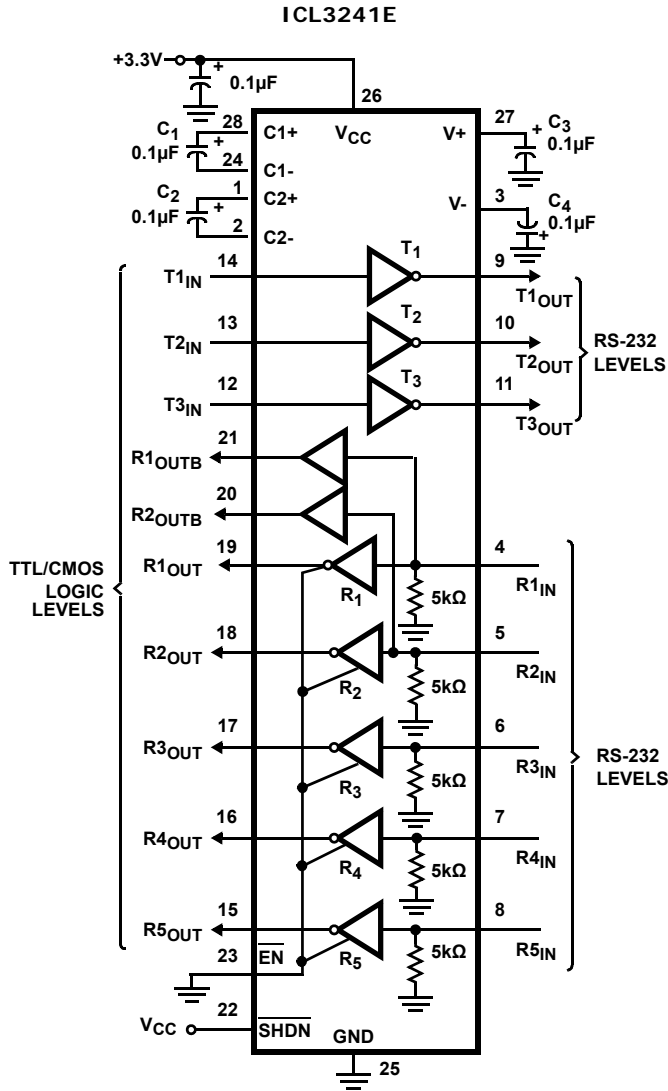 ICL3241E
+3.3V
+
0.1µF
26
VCC
28
C1+
C1
0.1µF
+
24
C1-
1
C2+
C2
0.1µF
+
2
C2-
27
V+
+
C3
0.1µF
3
V-
C4
0.1µF
+
14
T1IN
T1
9
T1OUT
13
T2IN
T2
10
T2OUT
12
T3IN
T3
11
T3OUT
RS-232
LEVELS
21
R1OUTB
20
R2OUTB
19
R1OUT
R1
5kΩ
4
R1IN
TTL/CMOS
LOGIC
LEVELS
18
R2OUT
R2
5kΩ
5
R2IN
17
R3OUT
R3
5kΩ
6
R3IN
RS-232
LEVELS
16
R4OUT
R4
5kΩ
7
R4IN
15
R5OUT
R5
5kΩ
8
R5IN
23
EN
22
VCC
SHDN
GND
25